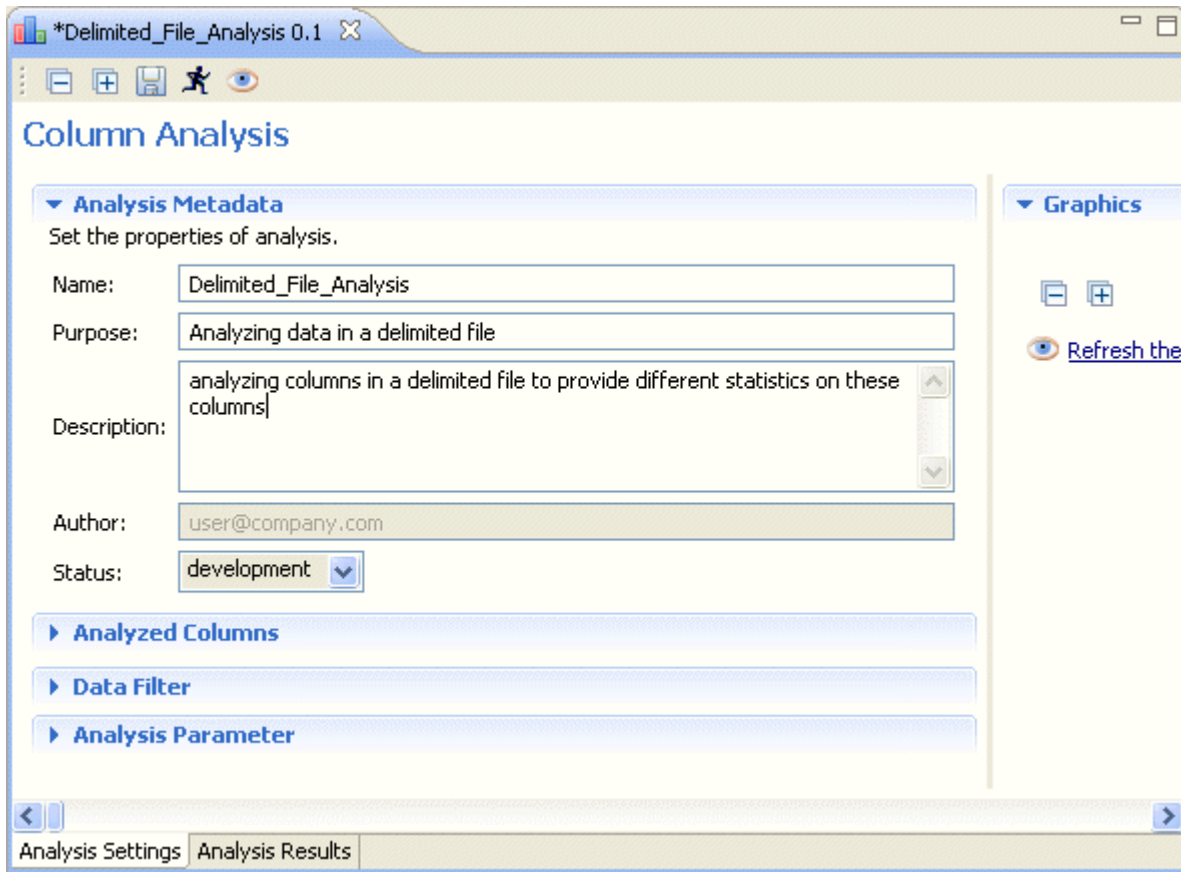 *Delimited_File_Analysis 0.1
Column Analysis
Analysis Metadata
Set the properties of analysis.
Name: Delimited_File_Analysis
Purpose: Analyzing data in a delimited file
Description: analyzing columns in a delimited file to provide different statistics on these
columns
Author: user@company.com
Status: development
Analyzed Columns
Data Filter
Analysis Parameter
Graphics
Refresh the
Analysis Settings Analysis Results